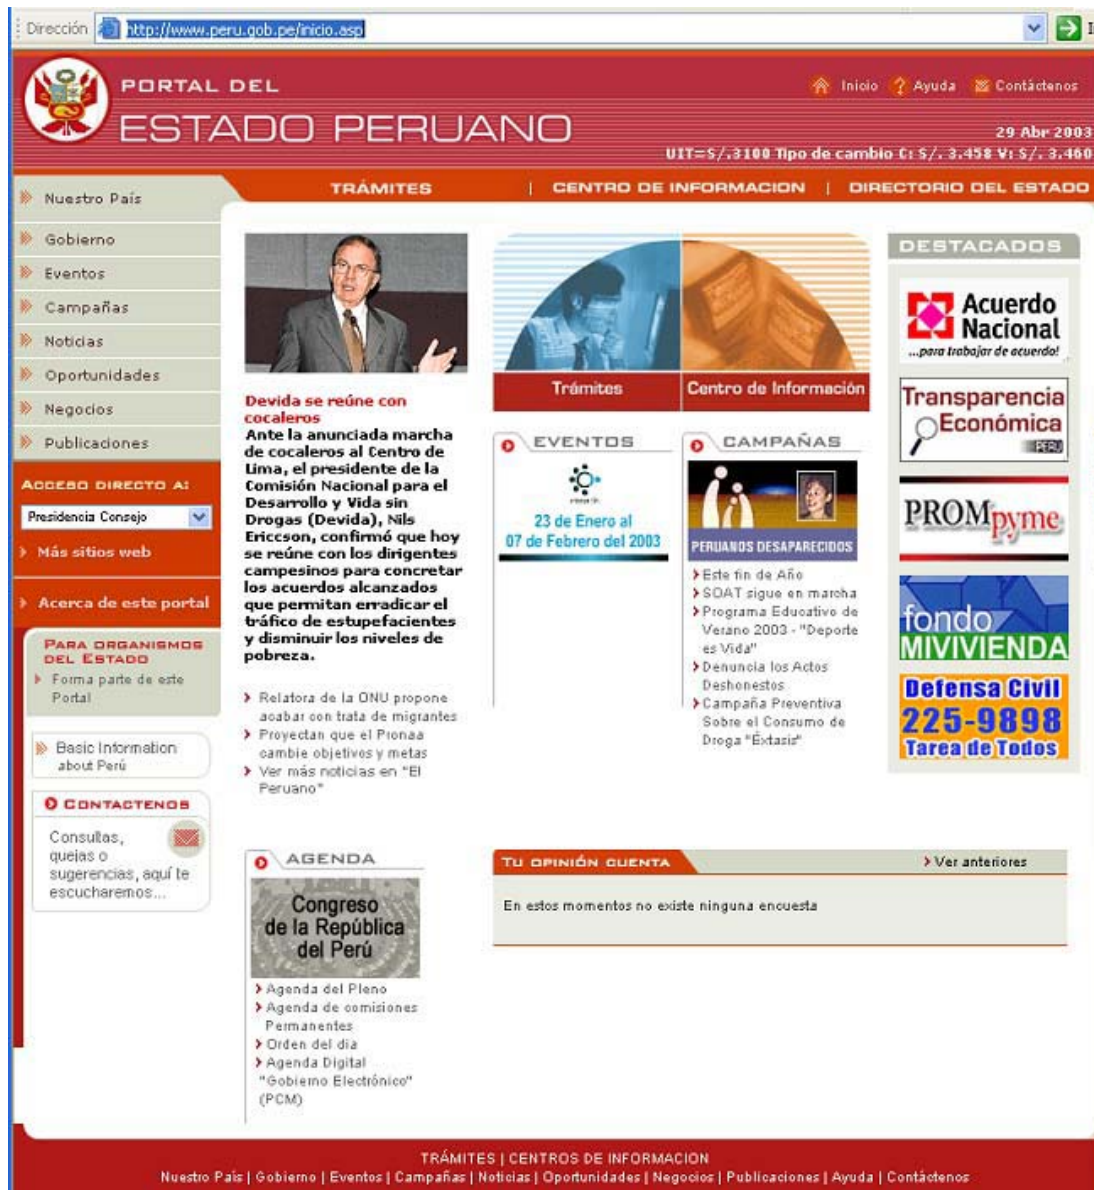 Dirección http://www.peru.gob.pe/inicio.asp
PORTAL DEL
ESTADO PERUANO
Inicio Ayuda Contáctenos
29 Abr 2003
UIT=S/.3100 Tipo de cambio C: S/. 3.458 V: S/. 3.460
TRÁMITES | CENTRO DE INFORMACION | DIRECTORIO DEL ESTADO
Nuestro País
Gobierno
Eventos
Campañas
Noticias
Oportunidades
Negocios
Publicaciones
ACCESO DIRECTO A:
Presidencia Consejo
Más sitios web
Acerca de este portal
PARA ORGANISMOS
DEL ESTADO
Forma parte de este
Portal
Basic Information
about Perú
CONTACTENOS
Consultas,
quejas o
sugerencias, aquí te
escucharemos...
Devida se reúne con
cocaleros
Ante la anunciada marcha
de cocaleros al Centro de
Lima, el presidente de la
Comisión Nacional para el
Desarrollo y Vida sin
Drogas (Devida), Nils
Ericcson, confirmó que hoy
se reúne con los dirigentes
campesinos para concretar
los acuerdos alcanzados
que permitan erradicar el
tráfico de estupefacientes
y disminuir los niveles de
pobreza.
Relatora de la ONU propone
acabar con trata de migrantes
Proyectan que el Pronaa
cambie objetivos y metas
Ver más noticias en "El
Peruano"
Trámites
Centro de Información
EVENTOS
23 de Enero al
07 de Febrero del 2003
CAMPAÑAS
PERUANOS DESAPARECIDOS
Este fin de Año
SOAT sigue en marcha
Programa Educativo de
Verano 2003 - "Deporte
es Vida"
Denuncia los Actos
Deshonestos
Campaña Preventiva
Sobre el Consumo de
Droga "Éxtasis"
DESTACADOS
Acuerdo
Nacional
...para trabajar de acuerdo!
Transparencia
Económica
PERU
PROMpyme
fondo
MIVIVIENDA
Defensa Civil
225-9898
Tarea de Todos
AGENDA
Congreso
de la República
del Perú
Agenda del Pleno
Agenda de comisiones
Permanentes
Orden del dia
Agenda Digital
"Gobierno Electrónico"
(PCM)
TU OPINIÓN CUENTA
Ver anteriores
En estos momentos no existe ninguna encuesta
TRÁMITES | CENTROS DE INFORMACION
Nuestro País | Gobierno | Eventos | Campañas | Noticias | Oportunidades | Negocios | Publicaciones | Ayuda | Contáctenos